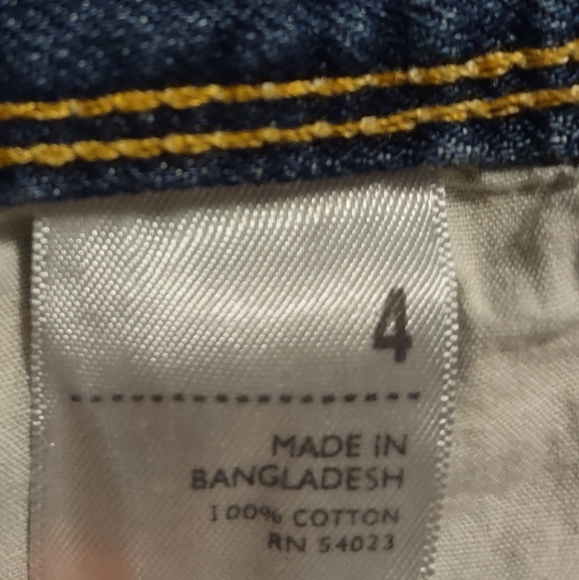 4
MADE IN
BANGLADESH
100% COTTON
RN 54023